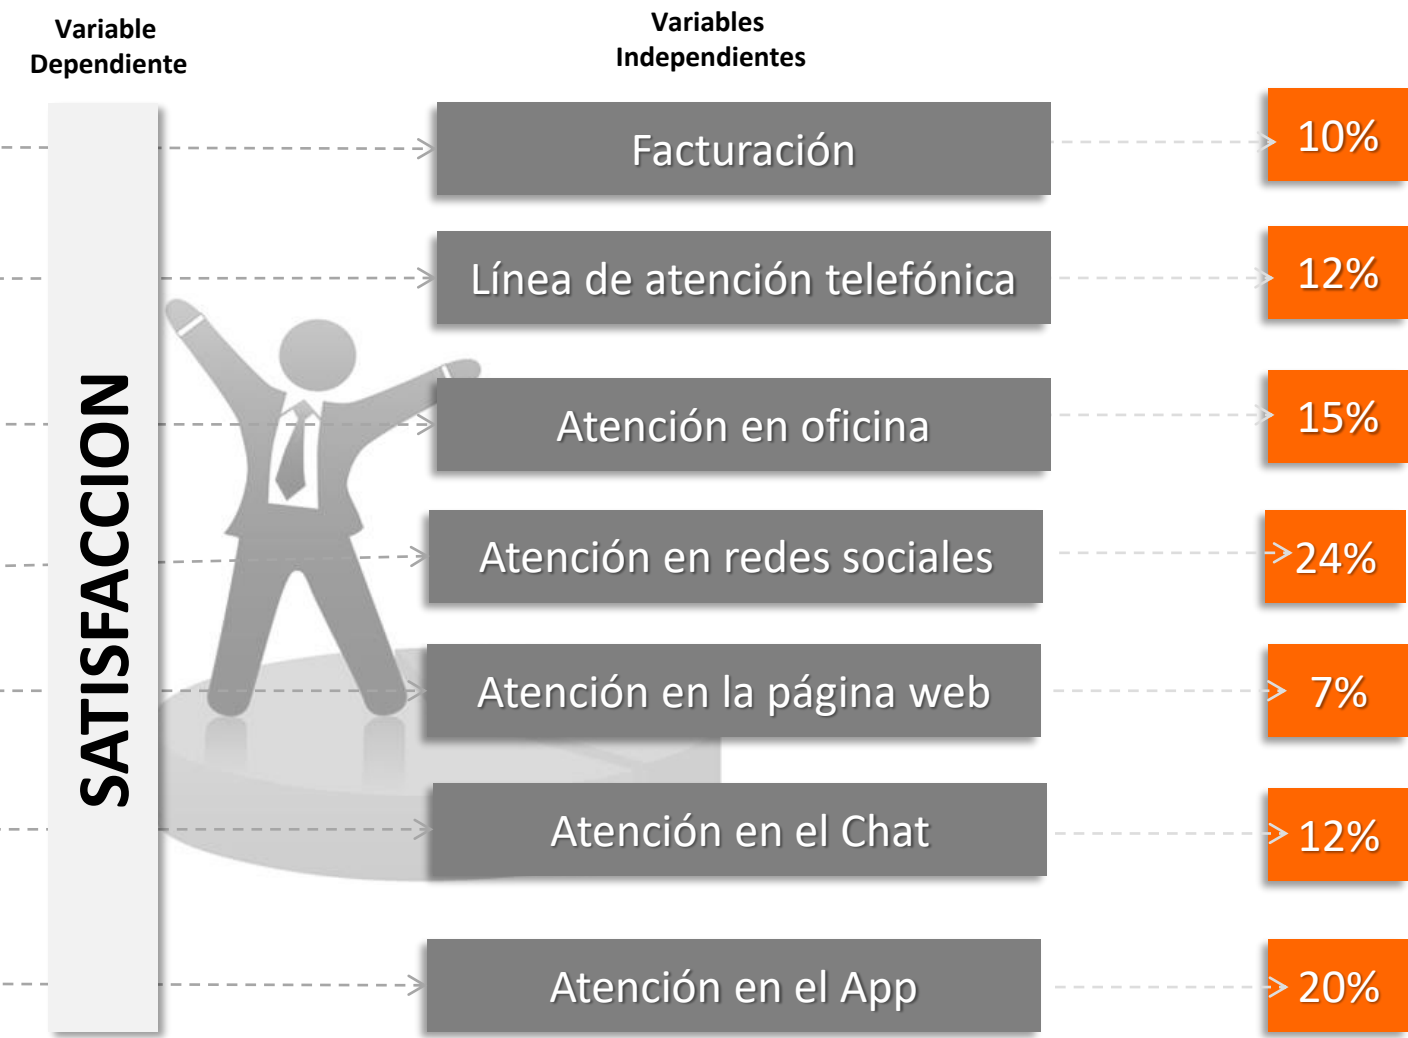 Variable
Dependiente
Variables
Independientes
SATISFACCION
Facturación
10%
Línea de atención telefónica
12%
Atención en oficina
15%
Atención en redes sociales
24%
Atención en la página web
7%
Atención en el Chat
12%
Atención en el App
20%